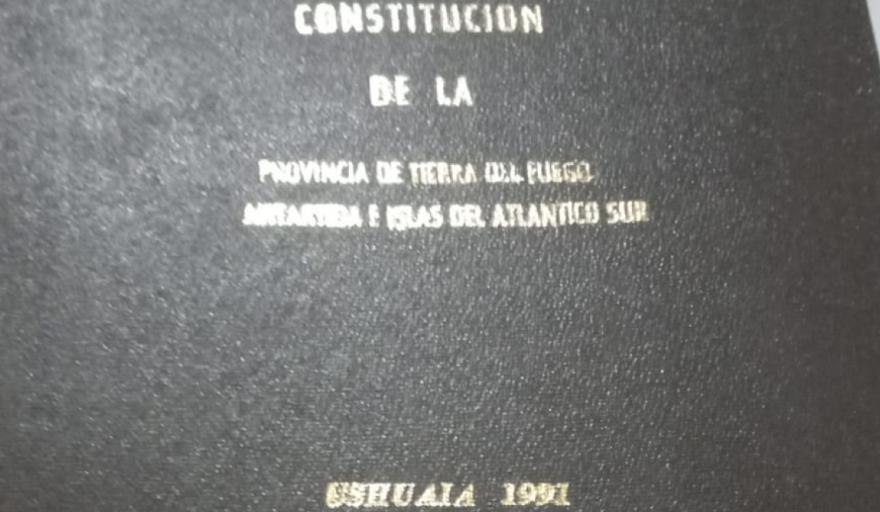 CONSTITUCION
DE LA
PROVINCIA DE TIERRA DEL FUEGO
ANTARTIDA E ISLAS DEL ATLANTICO SUR
USHUAIA 1991